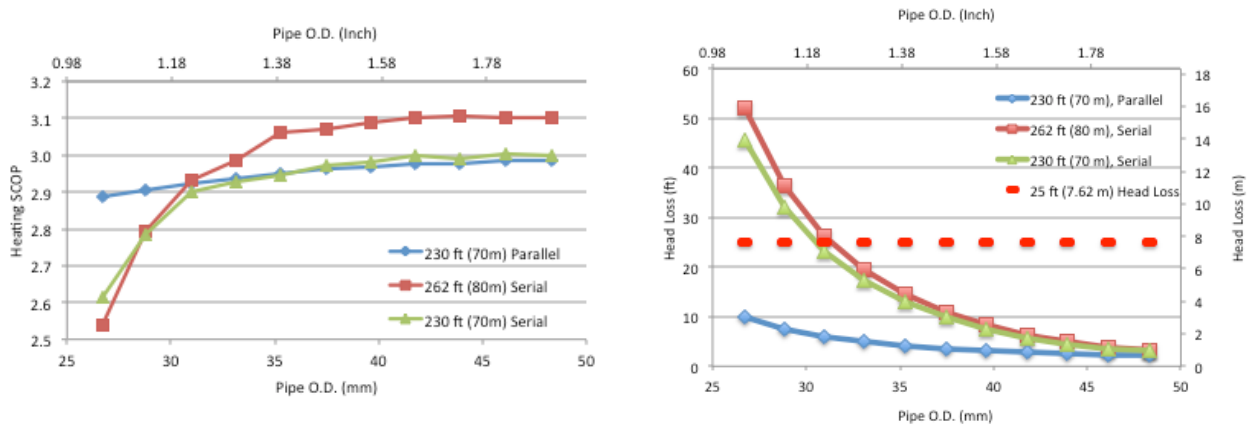 Pipe O.D. (Inch)
0.98 1.18 1.38 1.58 1.78
3.2
3.1
3.0
2.9
2.8
2.7
2.6
2.5
Heating SCOP
230 ft (70m) Parallel
262 ft (80m) Serial
230 ft (70m) Serial
25 30 35 40 45 50
Pipe O.D. (mm)
Pipe O.D. (Inch)
0.98 1.18 1.38 1.58 1.78
60
50
40
30
20
10
0
Head Loss (ft)
230 ft (70 m), Parallel
262 ft (80 m), Serial
230 ft (70 m), Serial
25 ft (7.62 m) Head Loss
18
16
14
12
10
8
6
4
2
0
Head Loss (m)
25 30 35 40 45 50
Pipe O.D. (mm)